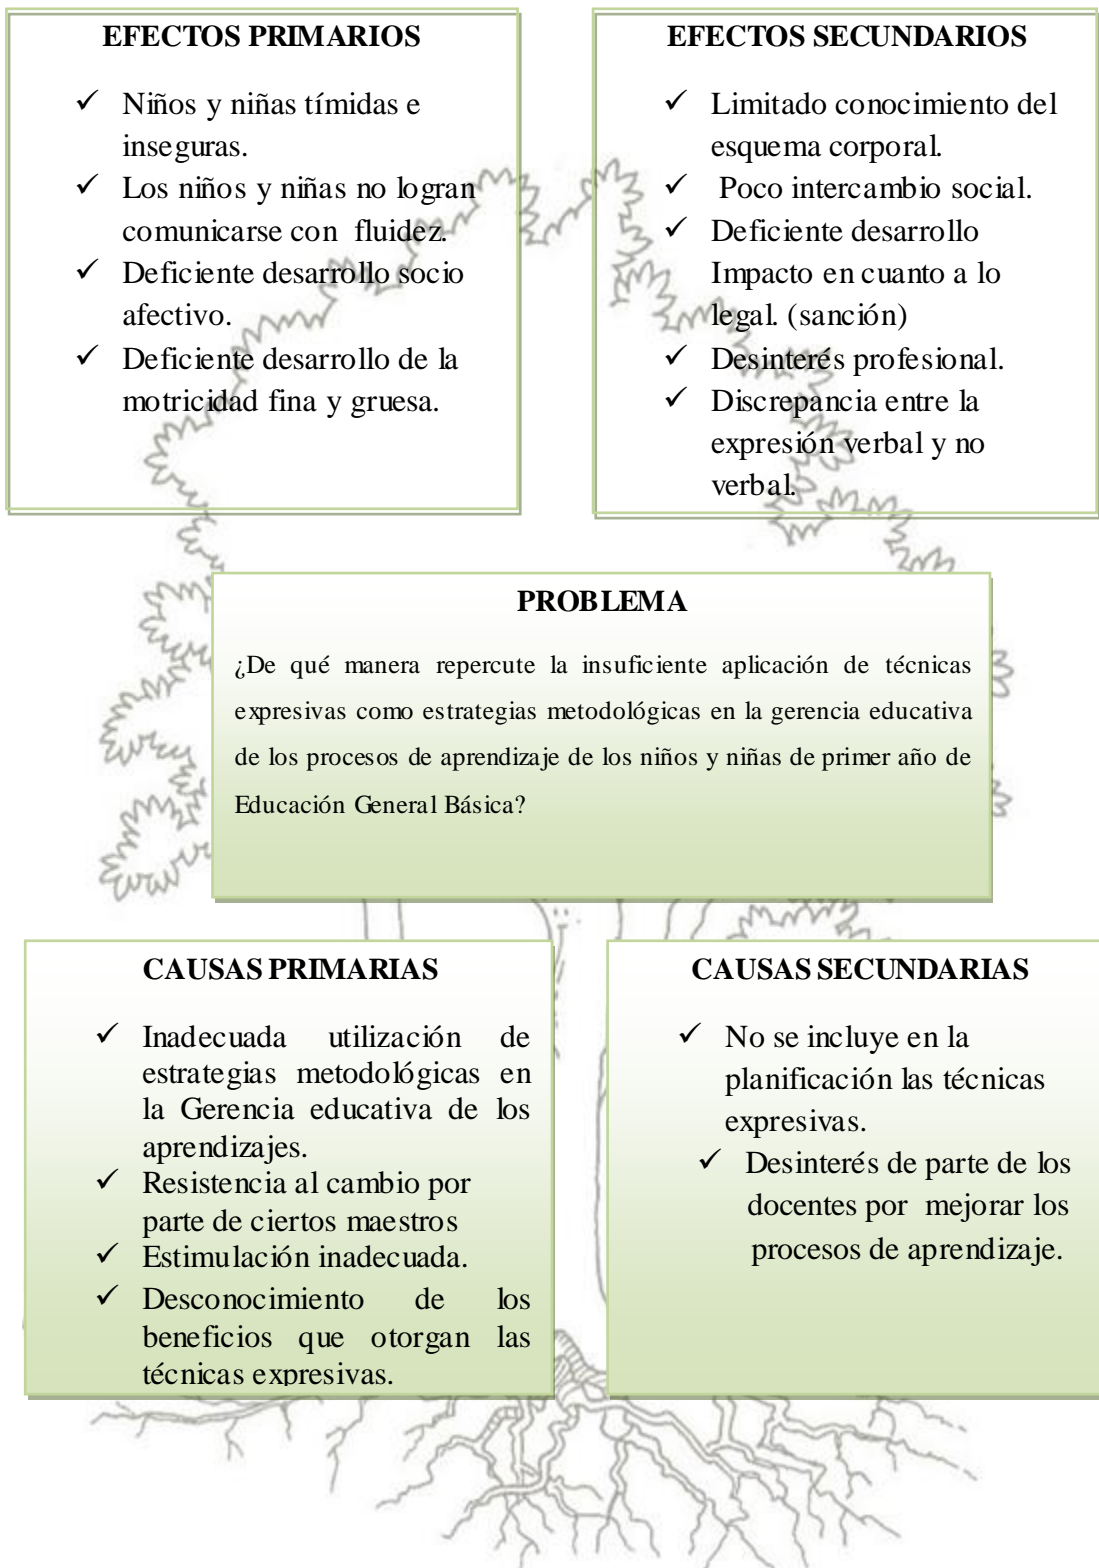 EFECTOS PRIMARIOS
✓ Niños y niñas tímidas e
inseguras.
✓ Los niños y niñas no logran
comunicarse con fluidez.
✓ Deficiente desarrollo socio
afectivo.
✓ Deficiente desarrollo de la
motricidad fina y gruesa.
EFECTOS SECUNDARIOS
✓ Limitado conocimiento del
esquema corporal.
✓ Poco intercambio social.
✓ Deficiente desarrollo
Impacto en cuanto a lo
legal. (sanción)
✓ Desinterés profesional.
✓ Discrepancia entre la
expresión verbal y no
verbal.
PROBLEMA
¿De qué manera repercute la insuficiente aplicación de técnicas
expresivas como estrategias metodológicas en la gerencia educativa
de los procesos de aprendizaje de los niños y niñas de primer año de
Educación General Básica?
CAUSAS PRIMARIAS
✓ Inadecuada utilización de
estrategias metodológicas en
la Gerencia educativa de los
aprendizajes.
✓ Resistencia al cambio por
parte de ciertos maestros
✓ Estimulación inadecuada.
✓ Desconocimiento de los
beneficios que otorgan las
técnicas expresivas.
CAUSAS SECUNDARIAS
✓ No se incluye en la
planificación las técnicas
expresivas.
✓ Desinterés de parte de los
docentes por mejorar los
procesos de aprendizaje.